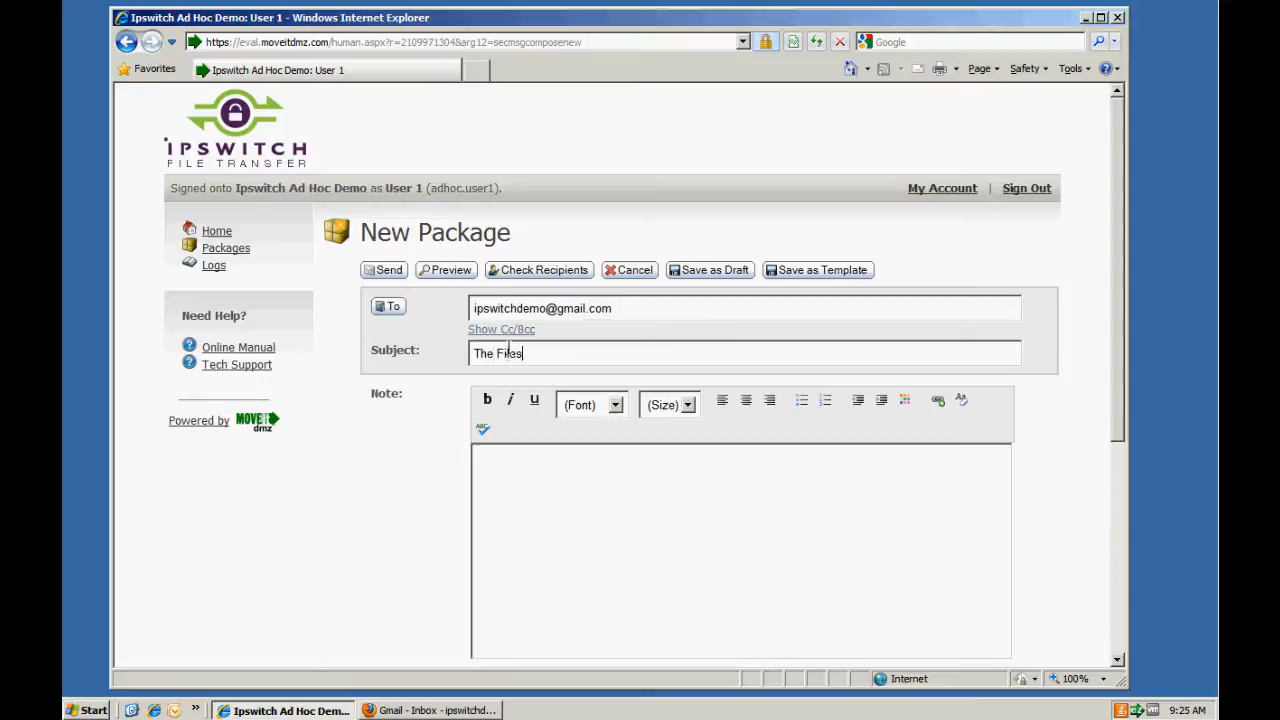 Ipswitch Ad Hoc Demo: User 1 - Windows Internet Explorer
https://eval.moveitdmz.com/human.aspx?r=2109971304&arg12=secmsgcomposenew
Google
Favorites
Ipswitch Ad Hoc Demo: User 1
Page
Safety
Tools
IPSWITCH
FILE TRANSFER
Signed onto Ipswitch Ad Hoc Demo as User 1 (adhoc.user1).
My Account | Sign Out
Home
Packages
Logs
Need Help?
Online Manual
Tech Support
Powered by MOVEit dmz
New Package
Send
Preview
Check Recipients
Cancel
Save as Draft
Save as Template
To
ipswitchdemo@gmail.com
Show Cc/Bcc
Subject:
The Files
Note:
b i u (Font) (Size)
ABC
Internet
100%
Start
Ipswitch Ad Hoc Dem...
Gmail - Inbox - ipswitchd...
9:25 AM